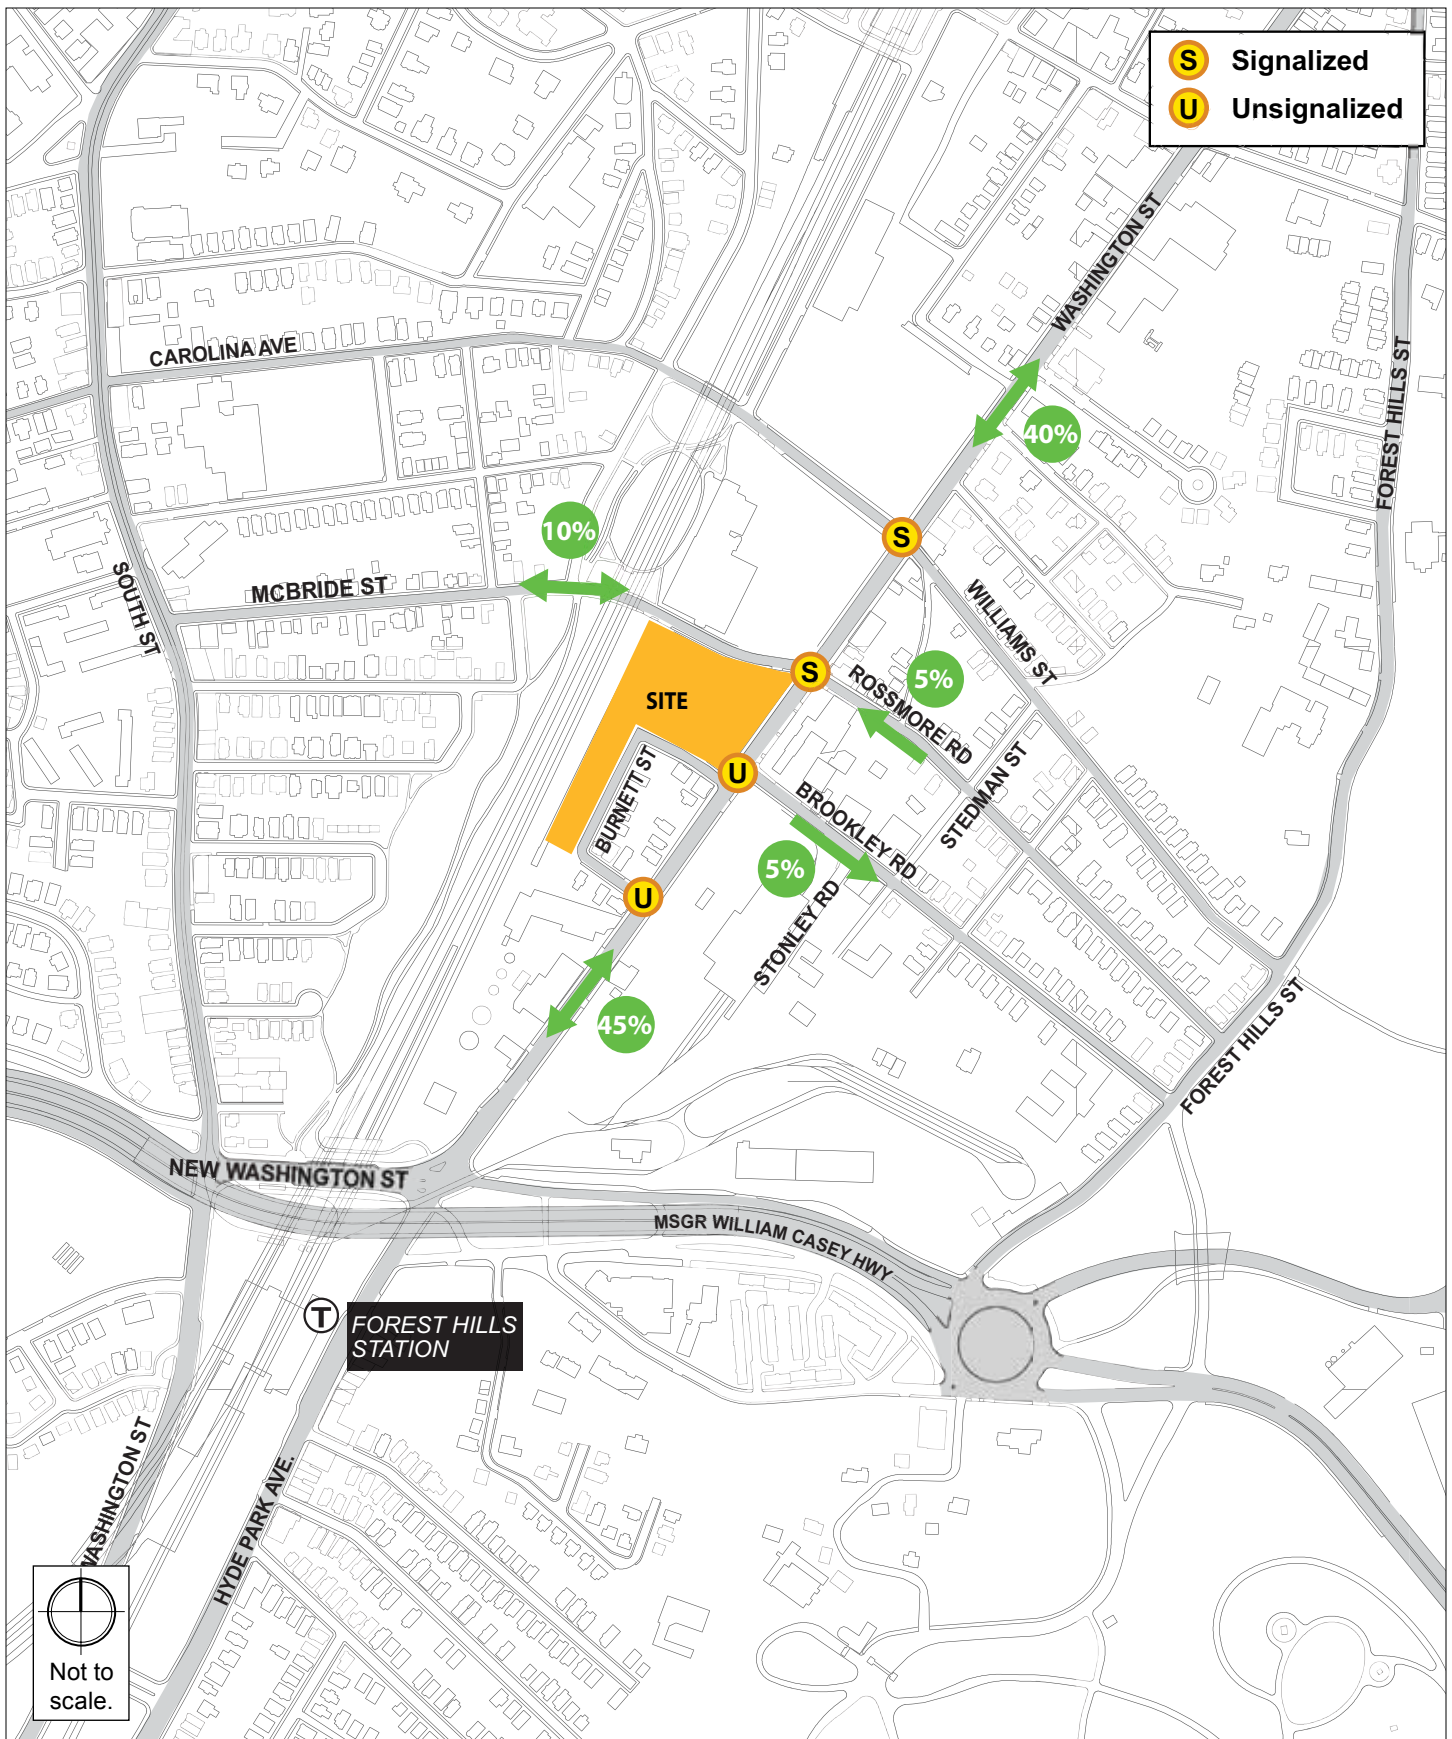 S Signalized
U Unsignalized
WASHINGTON ST
CAROLINA AVE
FOREST HILLS ST
40%
10%
S
SOUTH ST
MCBRIDE ST
WILLIAMS ST
S
ROSSMORE RD
5%
SITE
U
BURNETT ST
STEDMAN ST
BROOKLEY RD
5%
U
STONLEY RD
45%
FOREST HILLS ST
NEW WASHINGTON ST
MSGR WILLIAM CASEY HWY
T
FOREST HILLS
STATION
WASHINGTON ST
HYDE PARK AVE.
Not to
scale.